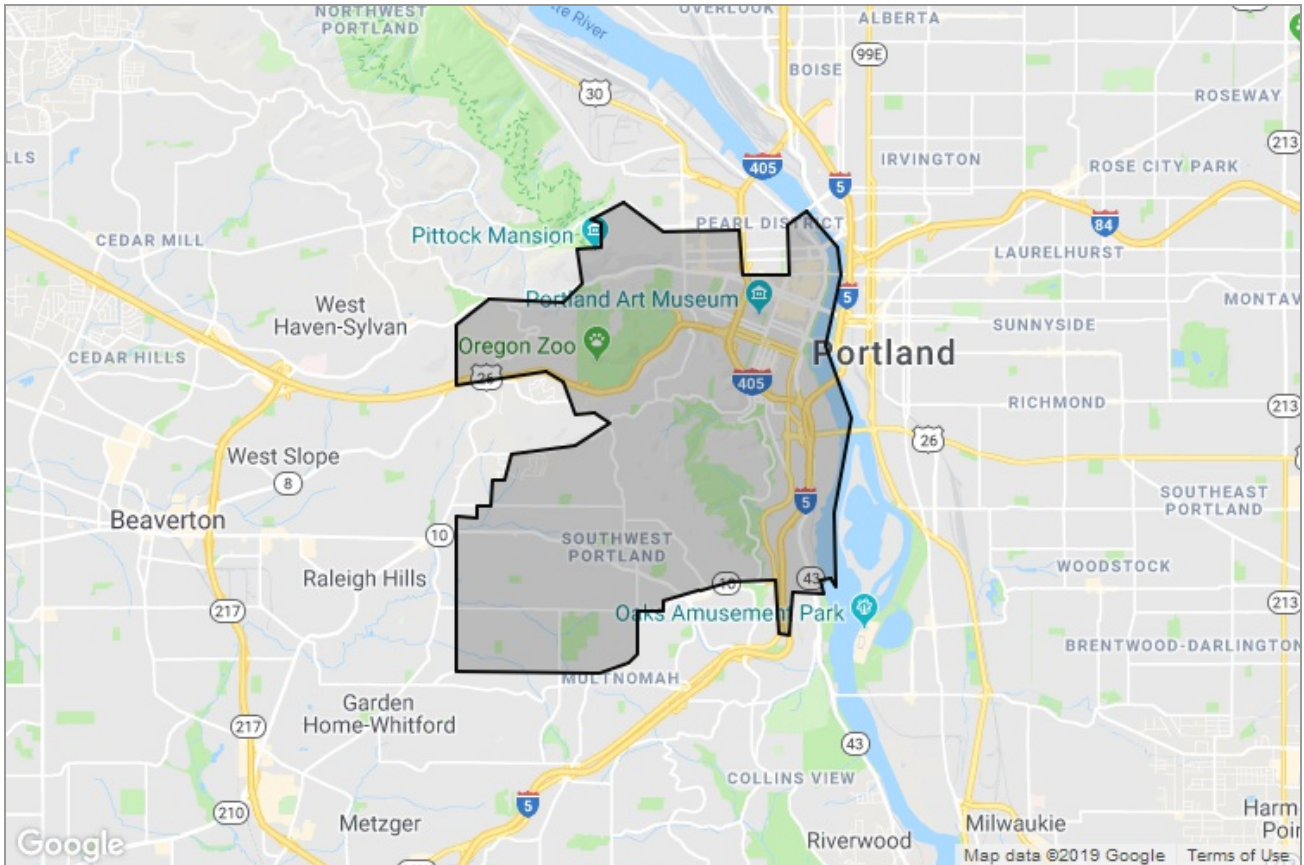 NORTHWEST
PORTLAND
OVERLOOK
ALBERTA
99E
BOISE
30
ROSEWAY
213
IRVINGTON
ROSE CITY PARK
405
5
PEARL DISTRICT
84
Pittock Mansion
CEDAR MILL
LAURELHURST
West
Haven-Sylvan
Portland Art Museum
5
MONTAV
SUNNYSIDE
CEDAR HILLS
Oregon Zoo
Portland
26
405
RICHMOND
213
26
West Slope
8
5
SOUTHEAST
PORTLAND
Beaverton
10
SOUTHWEST
PORTLAND
WOODSTOCK
Raleigh Hills
10
43
217
Oaks Amusement Park
213
BRENTWOOD-DARLINGTON
MULTNOMAH
Garden
Home-Whitford
217
43
COLLINS VIEW
5
210
Metzger
Harm
Poin
Milwaukie
Riverwood
Google
Map data ©2019 Google
Terms of Use